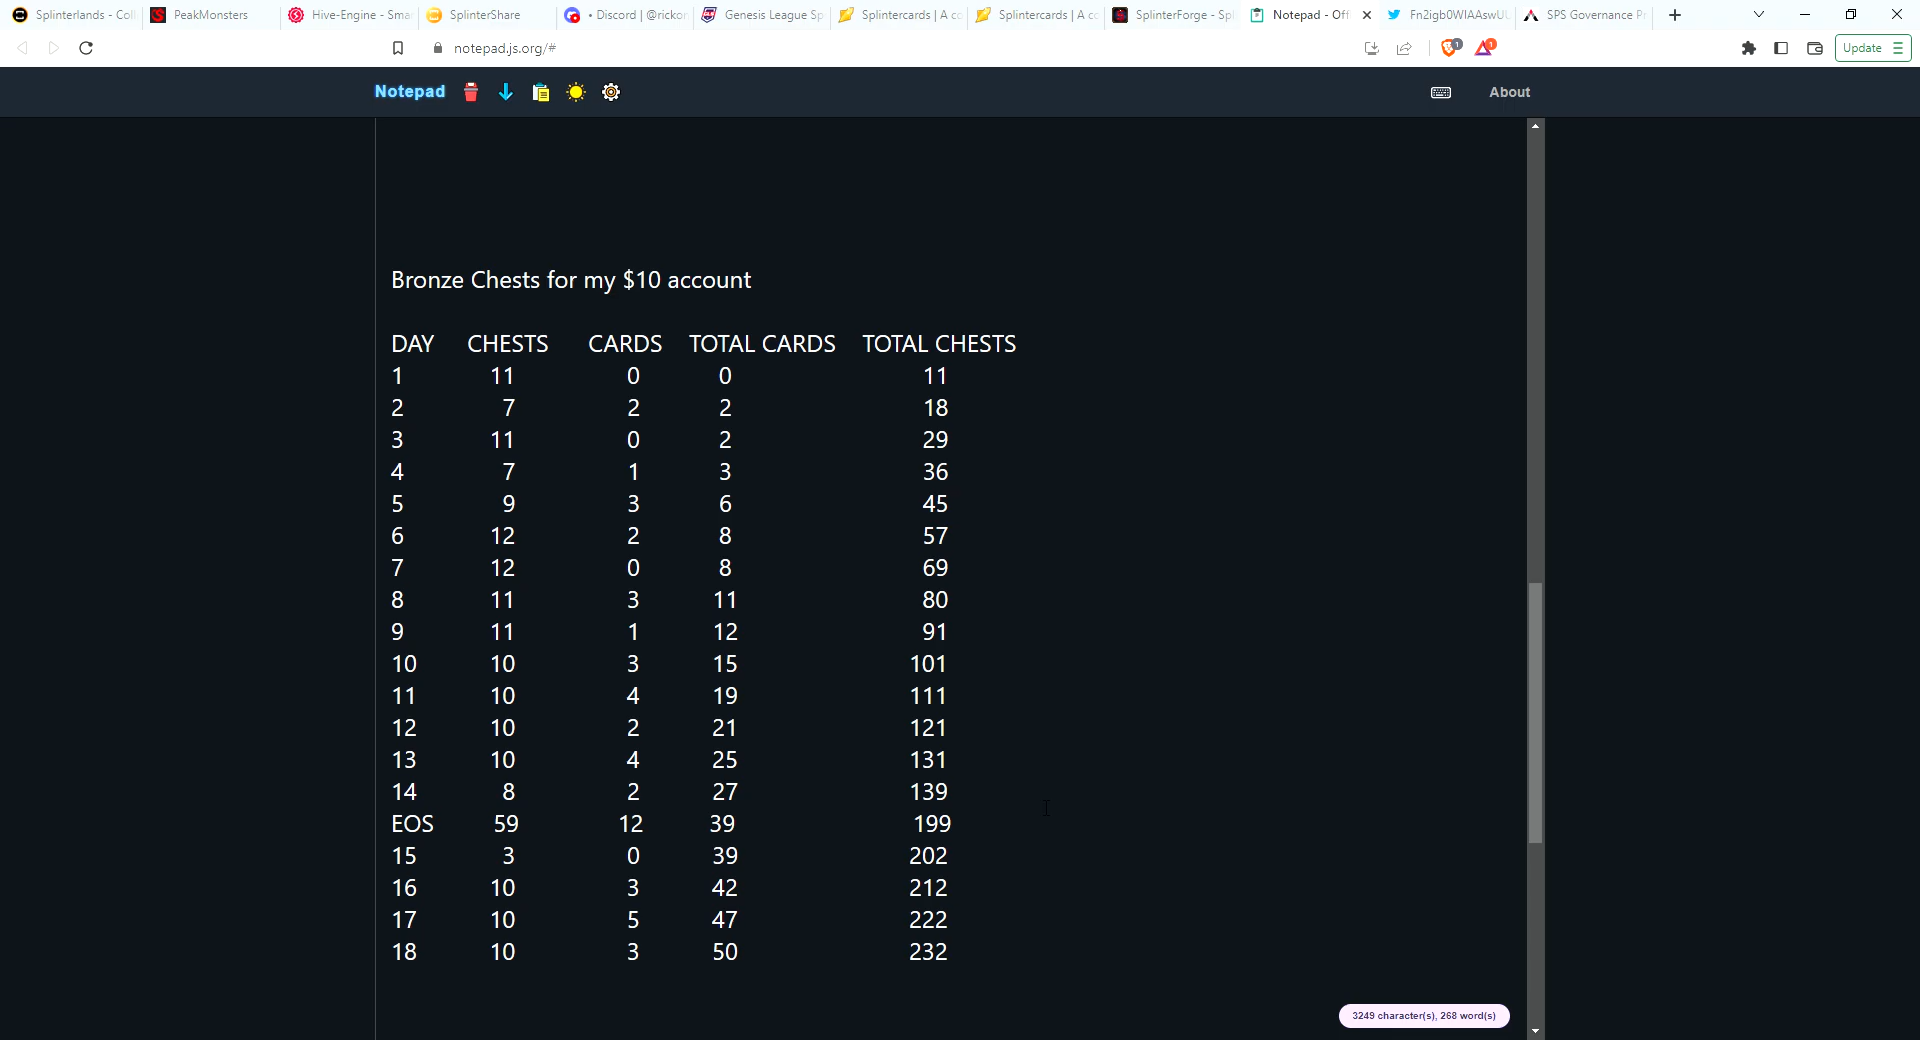 Splinterlands - Coll
PeakMonsters
Hive-Engine - Sma
SplinterShare
• Discord | @rickor
Genesis League Sp
Splintercards | A co
Splintercards | A co
SplinterForge - Spl
Notepad - Off
Fn2igb0WIAAswUU
SPS Governance Pr
notepad.js.org/#
1
1
Update
Notepad
About
Bronze Chests for my $10 account
DAY CHESTS CARDS TOTAL CARDS TOTAL CHESTS
1 11 0 0 11
2 7 2 2 18
3 11 0 2 29
4 7 1 3 36
5 9 3 6 45
6 12 2 8 57
7 12 0 8 69
8 11 3 11 80
9 11 1 12 91
10 10 3 15 101
11 10 4 19 111
12 10 2 21 121
13 10 4 25 131
14 8 2 27 139
EOS 59 12 39 199
15 3 0 39 202
16 10 3 42 212
17 10 5 47 222
18 10 3 50 232
3249 character(s), 268 word(s)